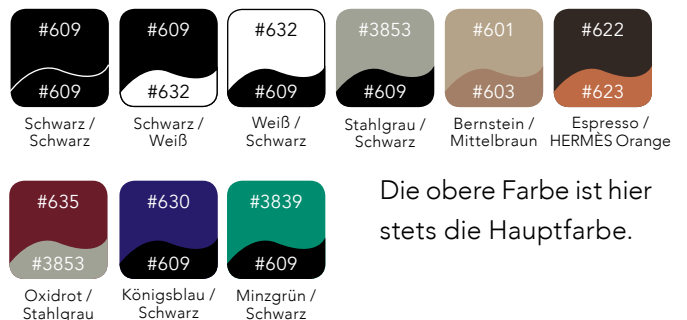 #609
#609
Schwarz /
Schwarz
#609
#632
Schwarz /
Weiß
#632
#609
Weiß /
Schwarz
#3853
#609
Stahlgrau /
Schwarz
#601
#603
Bernstein /
Mittelbraun
#622
#623
Espresso /
HERMÈS Orange
#635
#3853
Oxidrot /
Stahlgrau
#630
#609
Königsblau /
Schwarz
#3839
#609
Minzgrün /
Schwarz
Die obere Farbe ist hier
stets die Hauptfarbe.